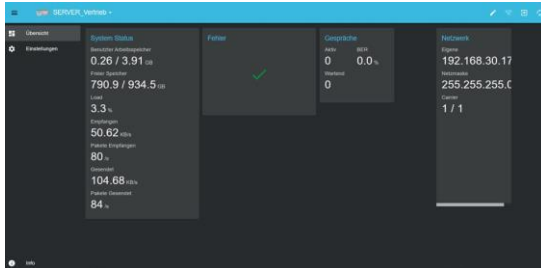 SERVER_Vertrieb
Übersicht
Einstellungen
System Status
Benutzter Arbeitsspeicher
0.26 / 3.91 GB
Freier Speicher
790.9 / 934.5 GB
Load
3.3 %
Empfangen
50.62 KB/s
Pakete Empfangen
80 /s
Gesendet
104.68 KB/s
Pakete Gesendet
84 /s
Fehler
Gespräche
Aktiv BER
0 0.0 %
Wartend
0
Netzwerk
Eigene
192.168.30.17
Netzmaske
255.255.255.0
Carrier
1 / 1
Info